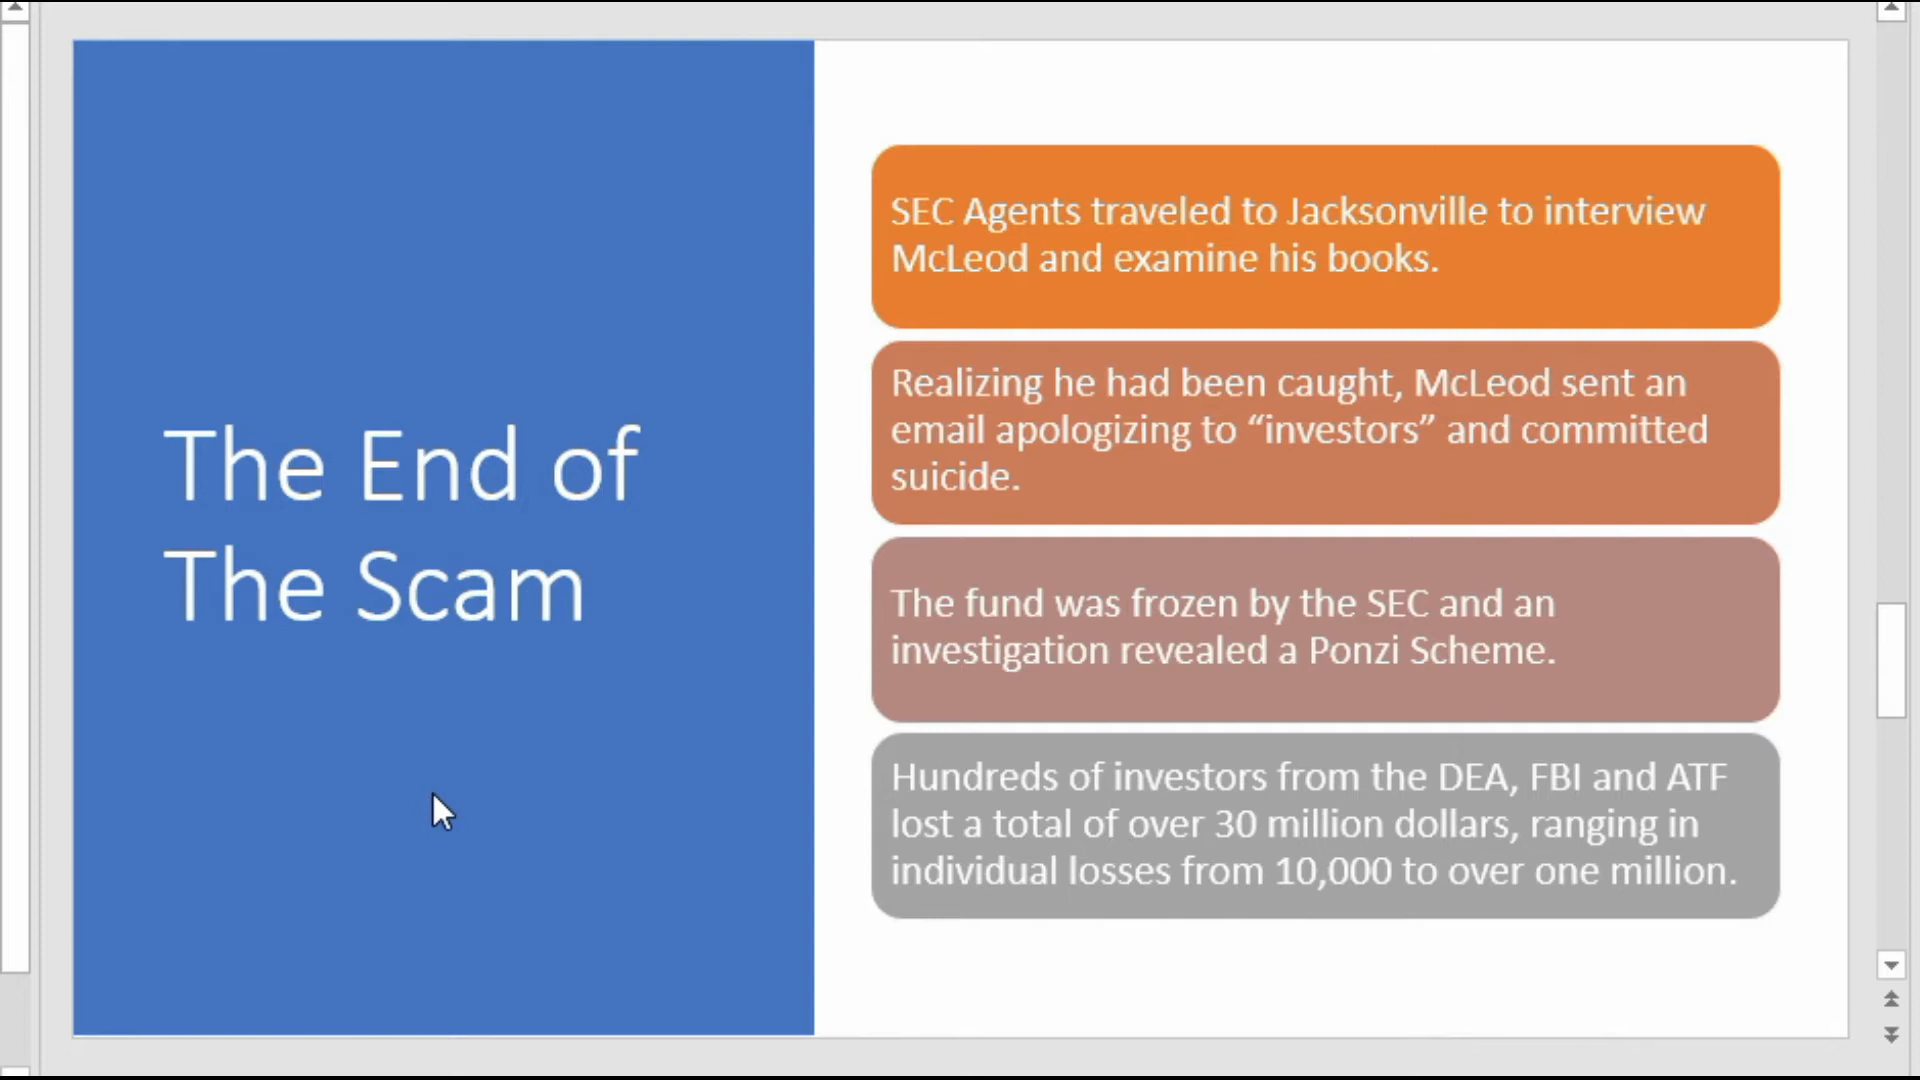 The End of
The Scam
SEC Agents traveled to Jacksonville to interview
McLeod and examine his books.
Realizing he had been caught, McLeod sent an
email apologizing to “investors” and committed
suicide.
The fund was frozen by the SEC and an
investigation revealed a Ponzi Scheme.
Hundreds of investors from the DEA, FBI and ATF
lost a total of over 30 million dollars, ranging in
individual losses from 10,000 to over one million.